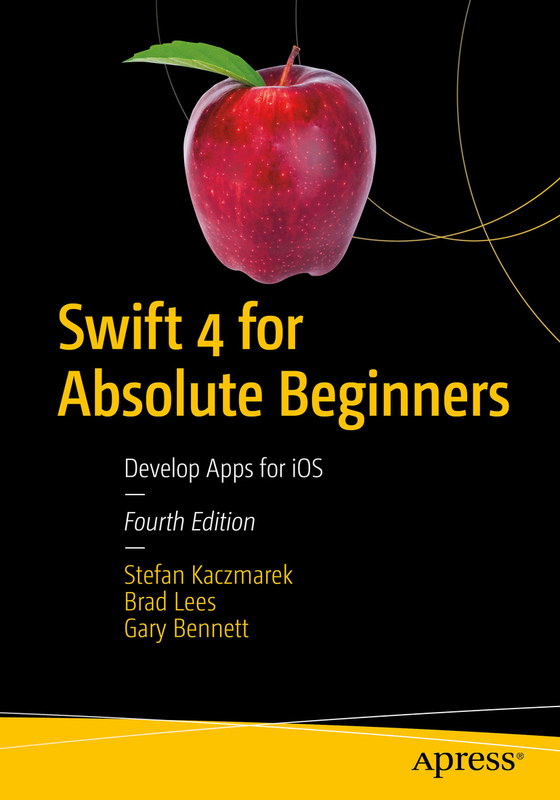 Swift 4 for
Absolute Beginners
Develop Apps for iOS
—
Fourth Edition
—
Stefan Kaczmarek
Brad Lees
Gary Bennett
Apress®